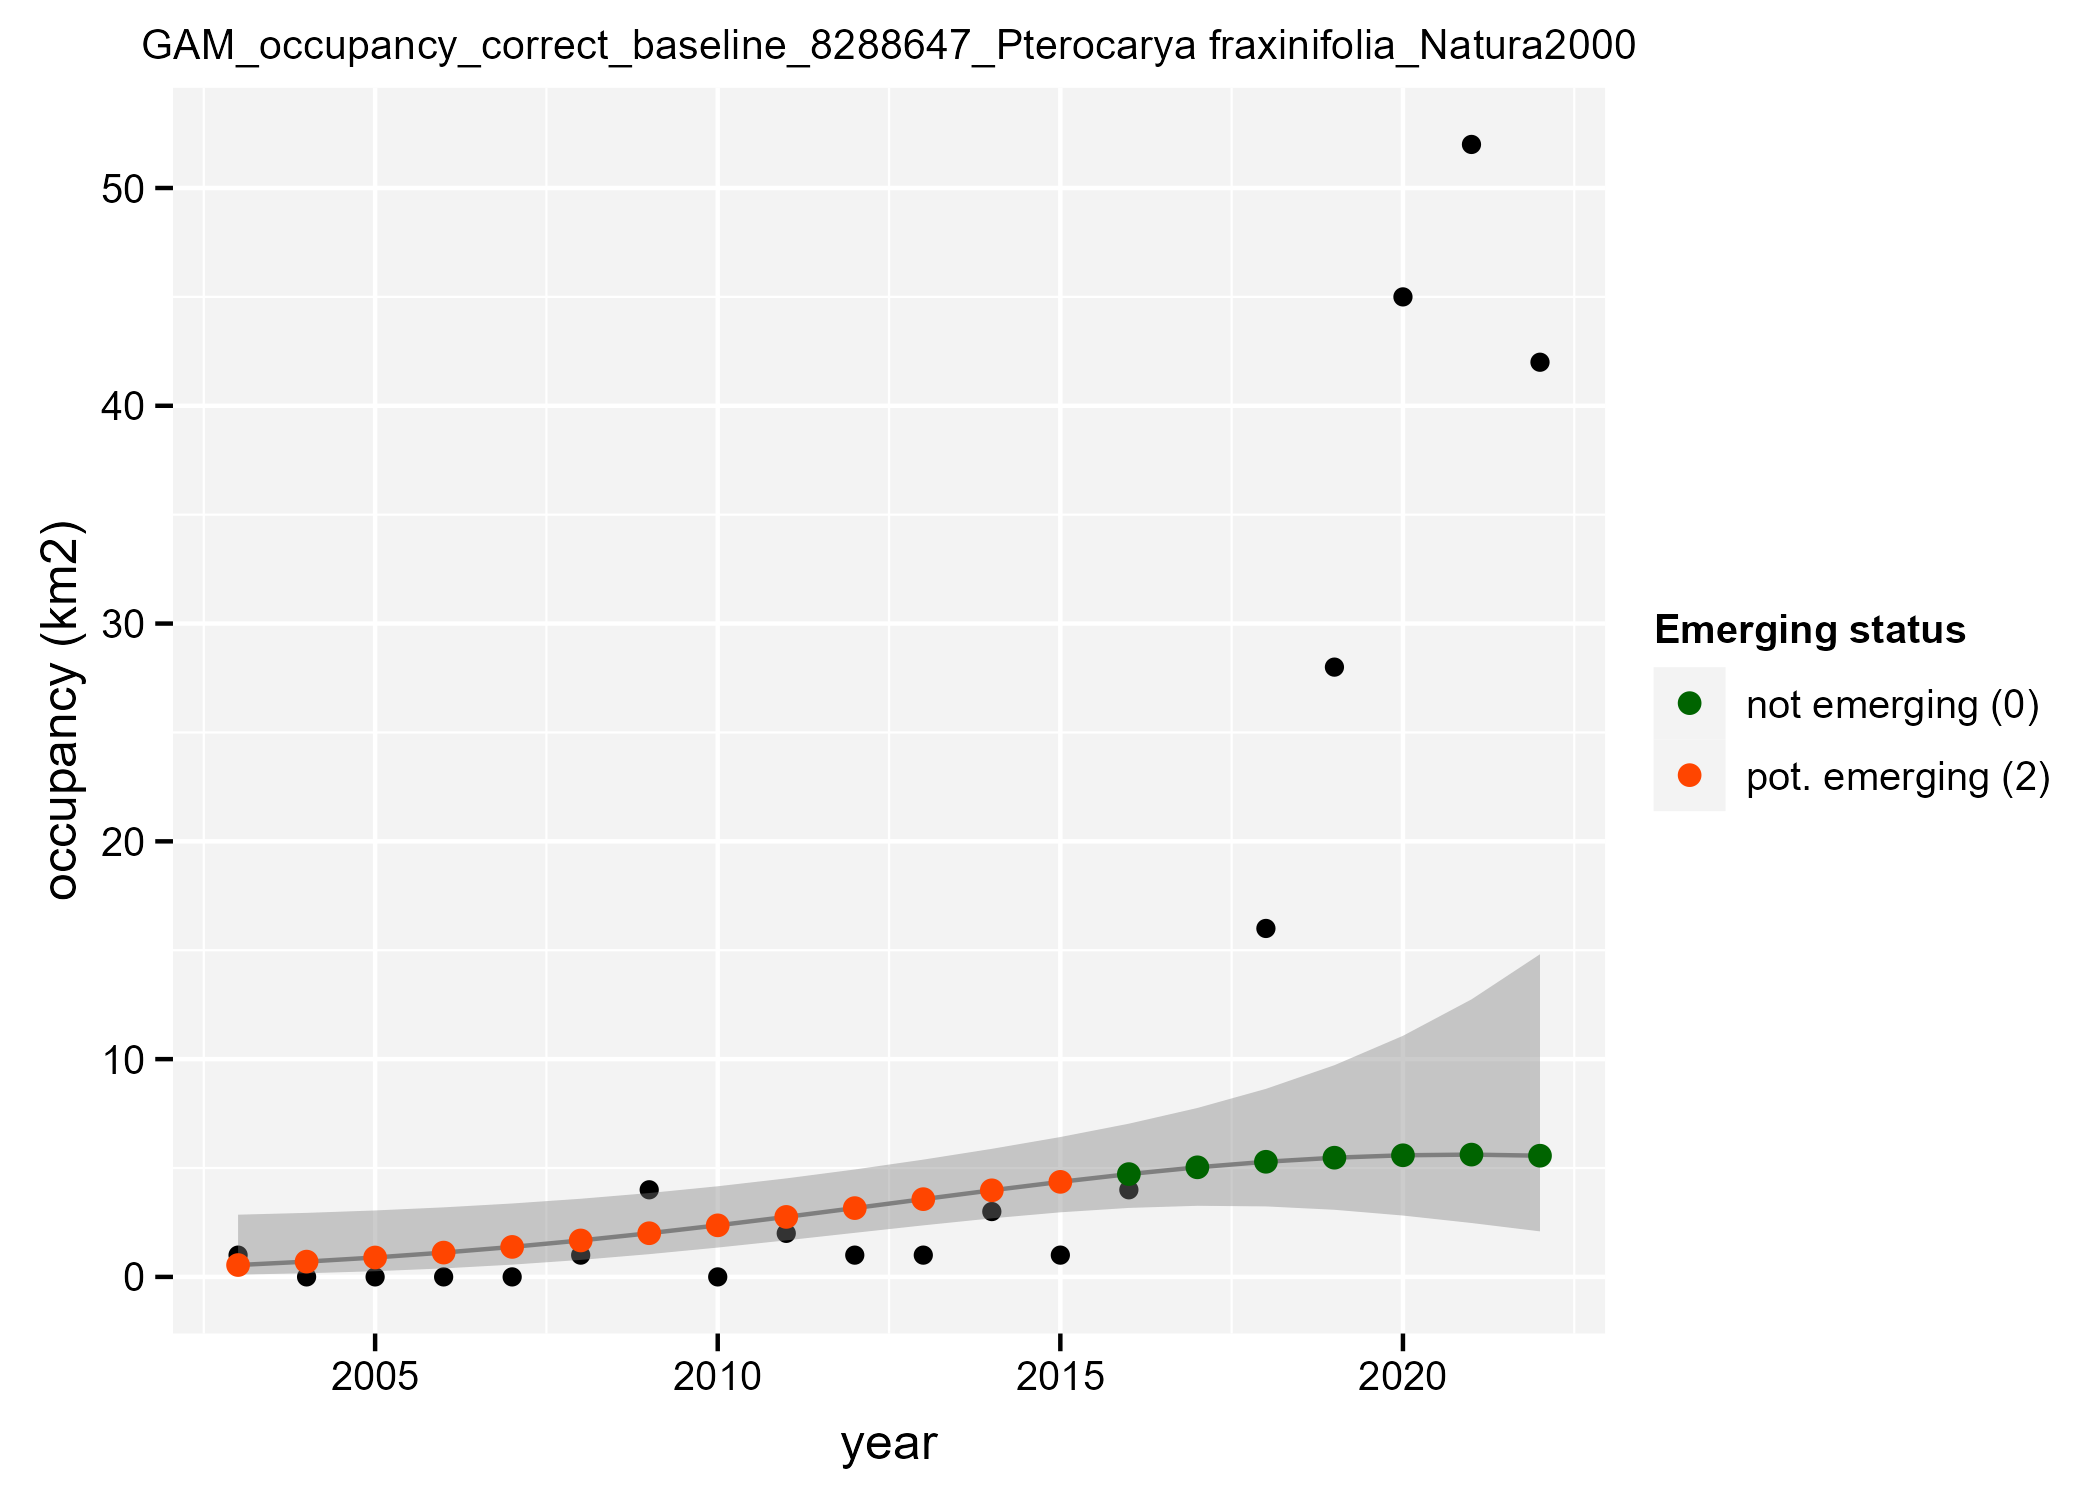 GAM_occupancy_correct_baseline_8288647_Pterocarya fraxinifolia_Natura2000
50
40
30
20
10
0
occupancy (km2)
2005 2010 2015 2020
year
Emerging status
not emerging (0)
pot. emerging (2)